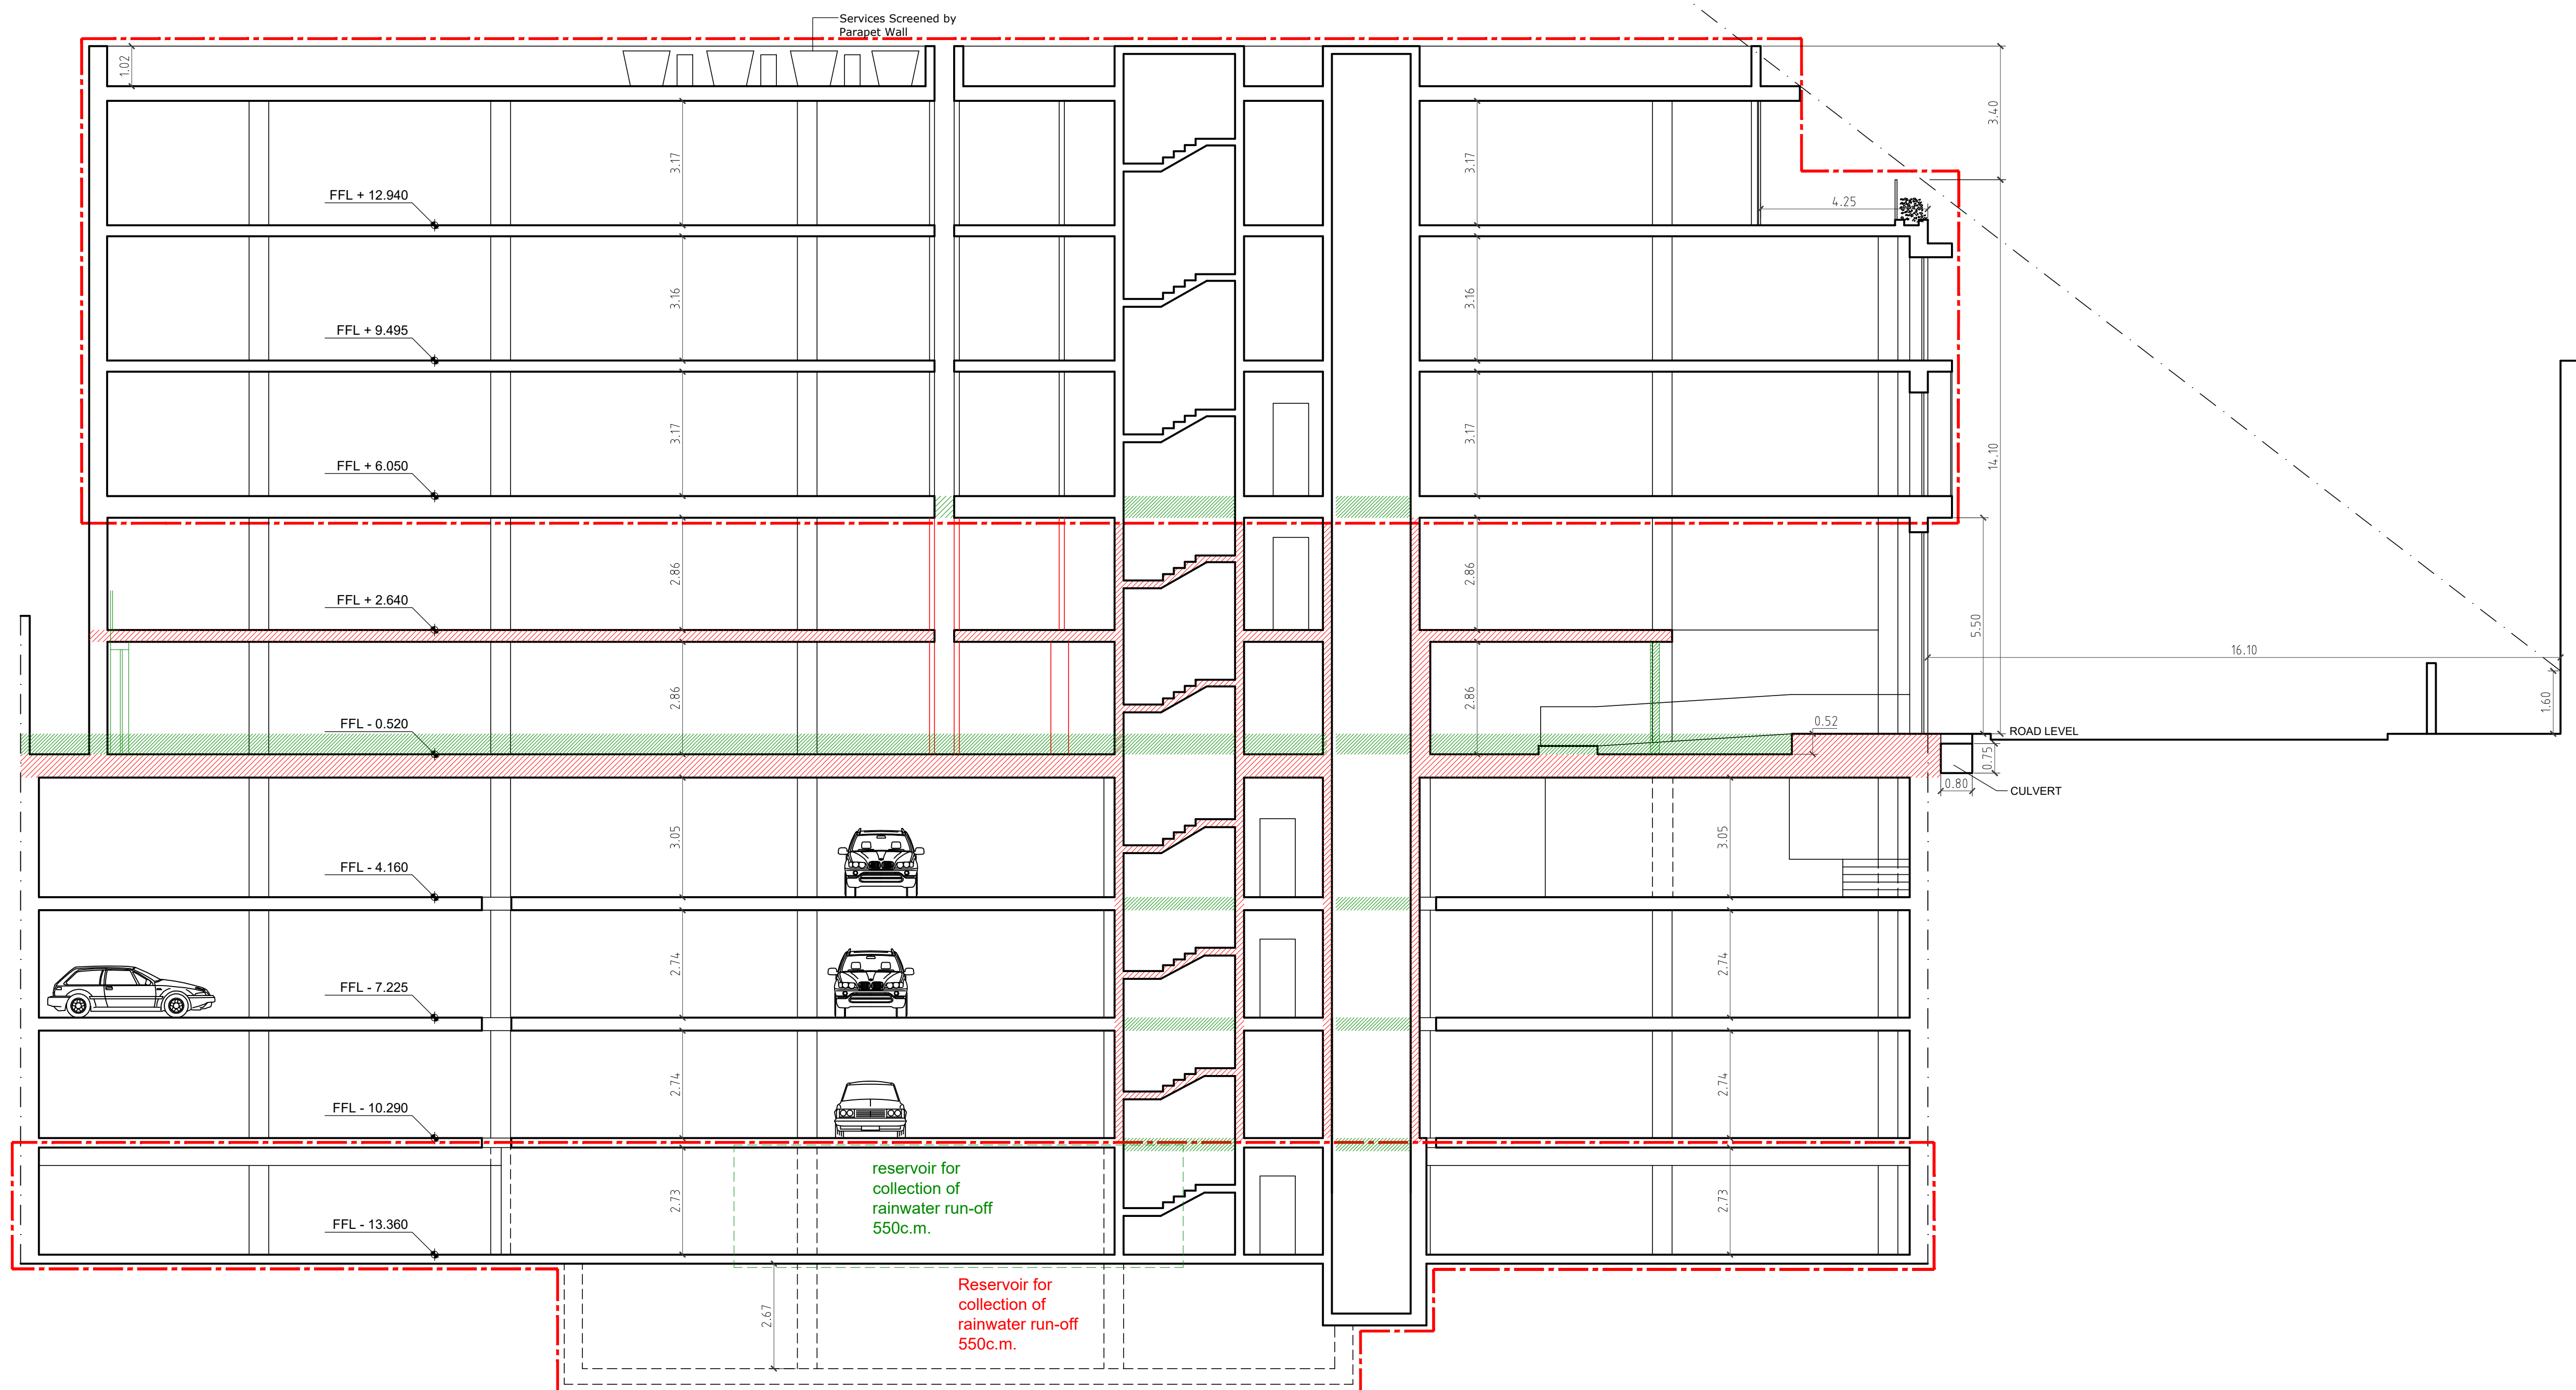 Services Screened by
Parapet Wall
1.02
3.40
3.17
3.17
FFL + 12.940
4.25
3.16
3.16
FFL + 9.495
3.17
3.17
14.10
FFL + 6.050
2.86
2.86
FFL + 2.640
5.50
16.10
2.86
2.86
1.60
FFL - 0.520
0.52
ROAD LEVEL
0.75
0.80
CULVERT
3.05
3.05
FFL - 4.160
2.74
2.74
FFL - 7.225
2.74
2.74
FFL - 10.290
reservoir for
collection of
rainwater run-off
550c.m.
2.73
2.73
FFL - 13.360
Reservoir for
collection of
rainwater run-off
550c.m.
2.67